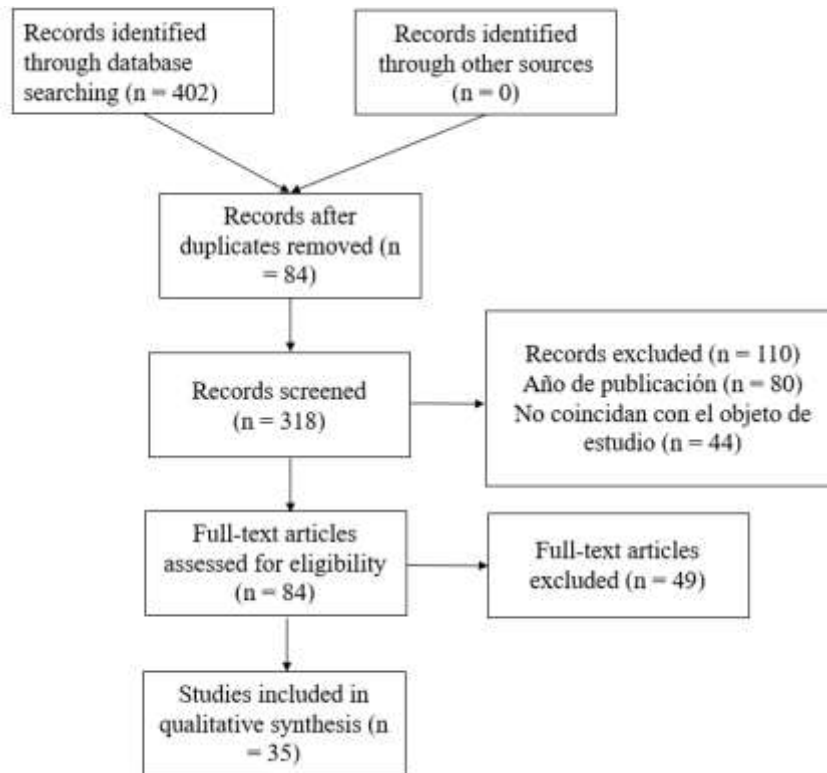 Records identified
through database
searching (n = 402)
Records identified
through other sources
(n = 0)
Records after
duplicates removed (n
= 84)
Records screened
(n = 318)
Records excluded (n = 110)
Año de publicación (n = 80)
No coincidan con el objeto de
estudio (n = 44)
Full-text articles
assessed for eligibility
(n = 84)
Full-text articles
excluded (n = 49)
Studies included in
qualitative synthesis (n
= 35)